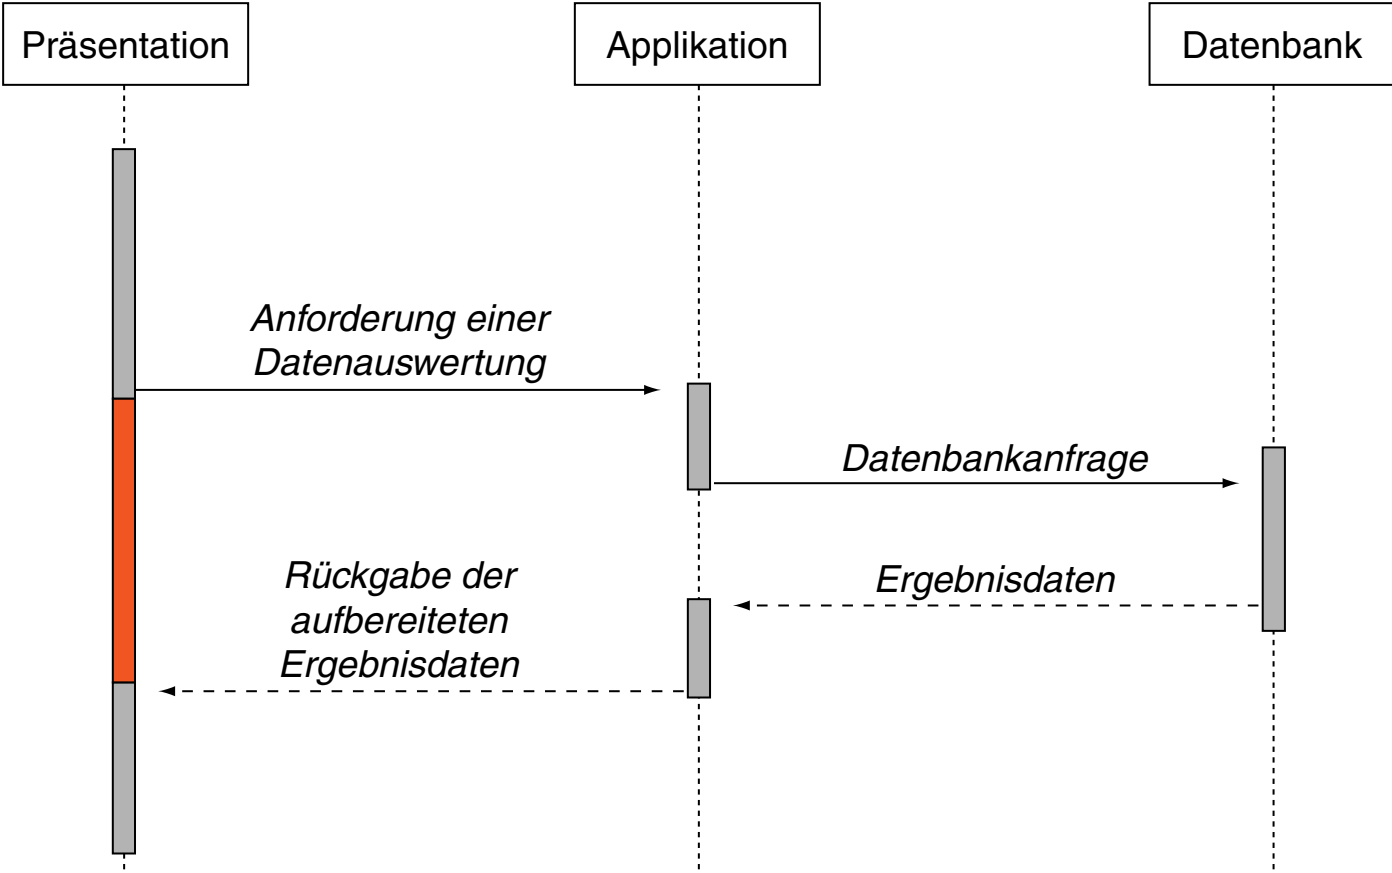 Präsentation
Applikation
Datenbank
Anforderung einer
Datenauswertung
Datenbankanfrage
Ergebnisdaten
Rückgabe der
aufbereiteten
Ergebnisdaten